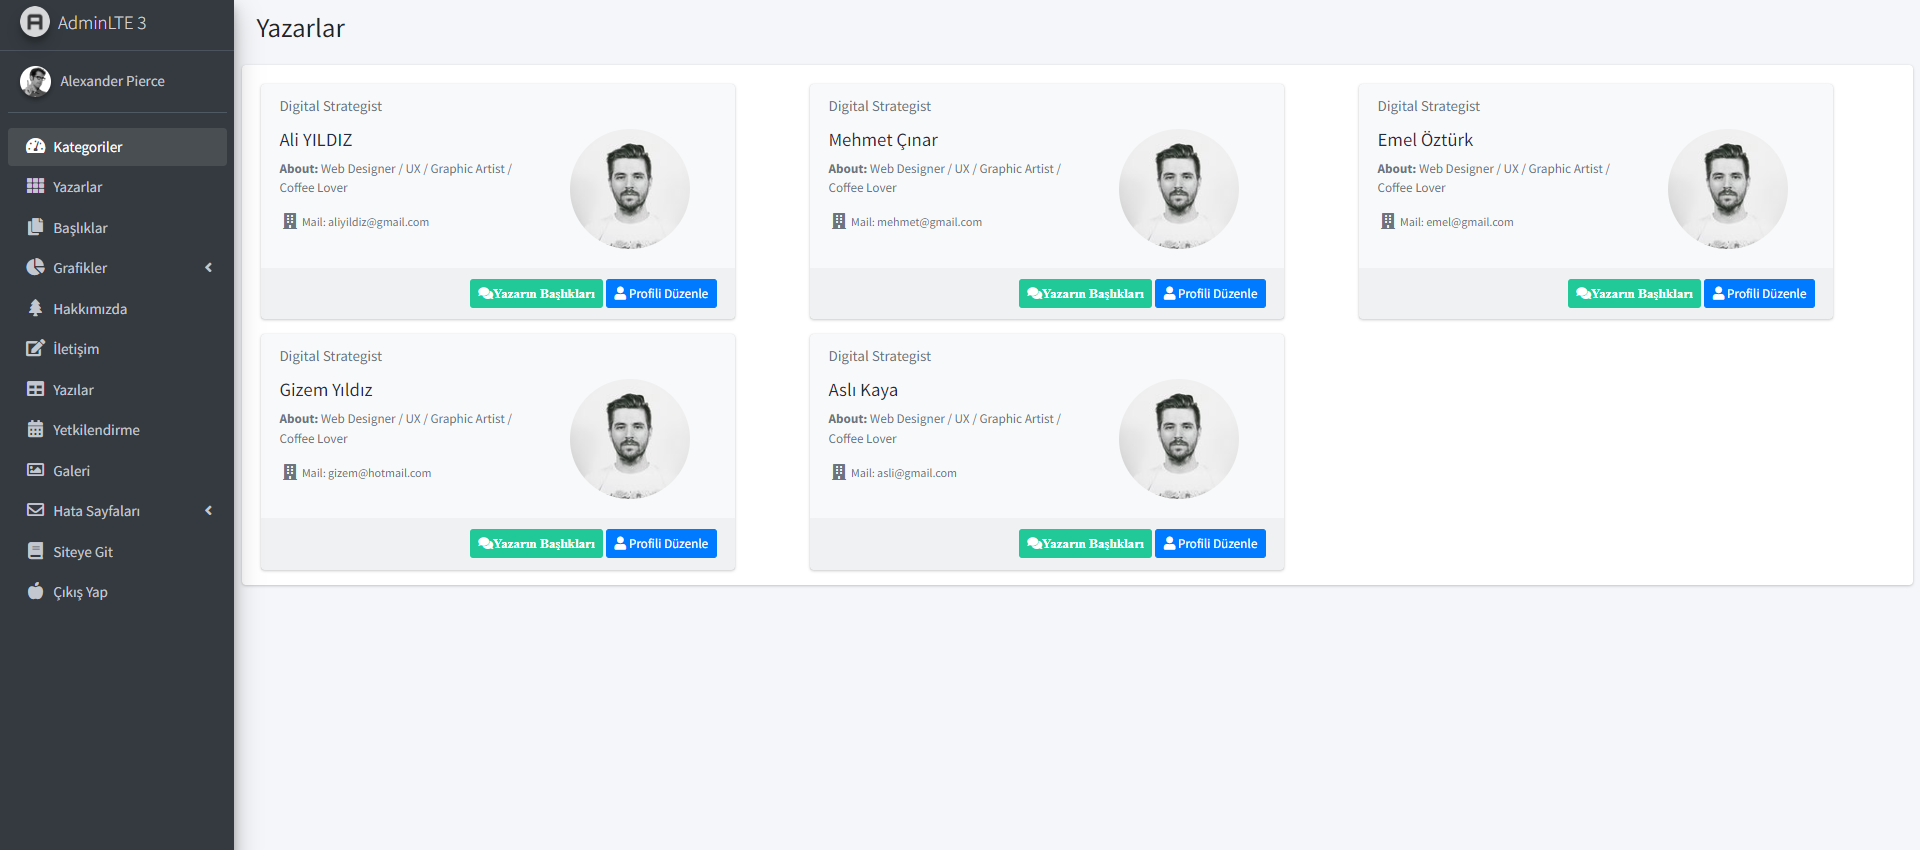 AdminLTE 3
Alexander Pierce
Kategoriler
Yazarlar
Başlıklar
Grafikler
Hakkımızda
İletişim
Yazılar
Yetkilendirme
Galeri
Hata Sayfaları
Siteye Git
Çıkış Yap
Yazarlar
Digital Strategist
Ali YILDIZ
About: Web Designer / UX / Graphic Artist /
Coffee Lover
Mail: aliyildiz@gmail.com
Yazarın Başlıkları
Profili Düzenle
Digital Strategist
Mehmet Çınar
About: Web Designer / UX / Graphic Artist /
Coffee Lover
Mail: mehmet@gmail.com
Yazarın Başlıkları
Profili Düzenle
Digital Strategist
Emel Öztürk
About: Web Designer / UX / Graphic Artist /
Coffee Lover
Mail: emel@gmail.com
Yazarın Başlıkları
Profili Düzenle
Digital Strategist
Gizem Yıldız
About: Web Designer / UX / Graphic Artist /
Coffee Lover
Mail: gizem@hotmail.com
Yazarın Başlıkları
Profili Düzenle
Digital Strategist
Aslı Kaya
About: Web Designer / UX / Graphic Artist /
Coffee Lover
Mail: asli@gmail.com
Yazarın Başlıkları
Profili Düzenle